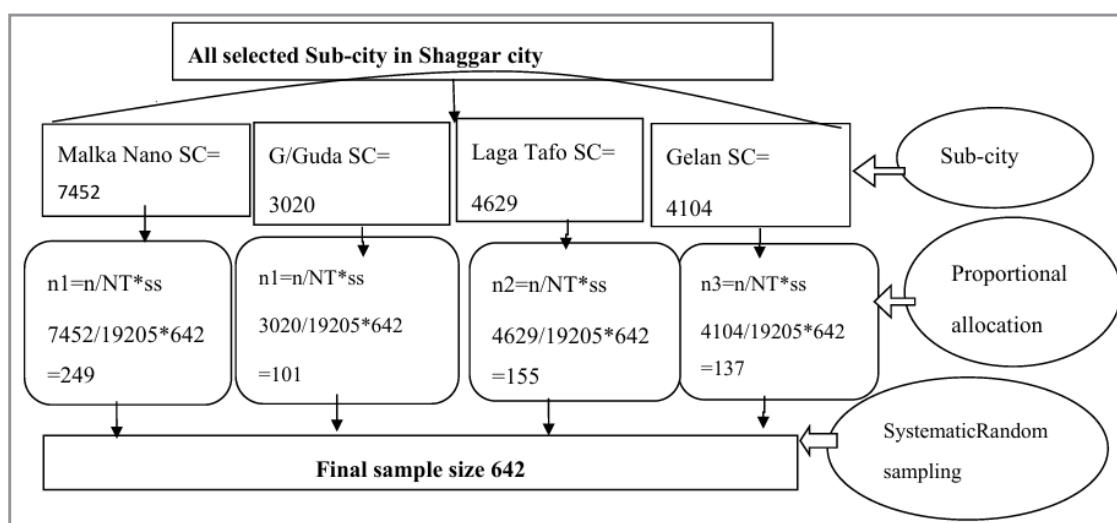 All selected Sub-city in Shaggar city
Malka Nano SC=
7452
G/Guda SC=
3020
Laga Tafo SC=
4629
Gelan SC=
4104
Sub-city
n1=n/NT*ss
7452/19205*642
=249
n1=n/NT*ss
3020/19205*642
=101
n2=n/NT*ss
4629/19205*642
=155
n3=n/NT*ss
4104/19205*642
=137
Proportional
allocation
Final sample size 642
SystematicRandom
sampling